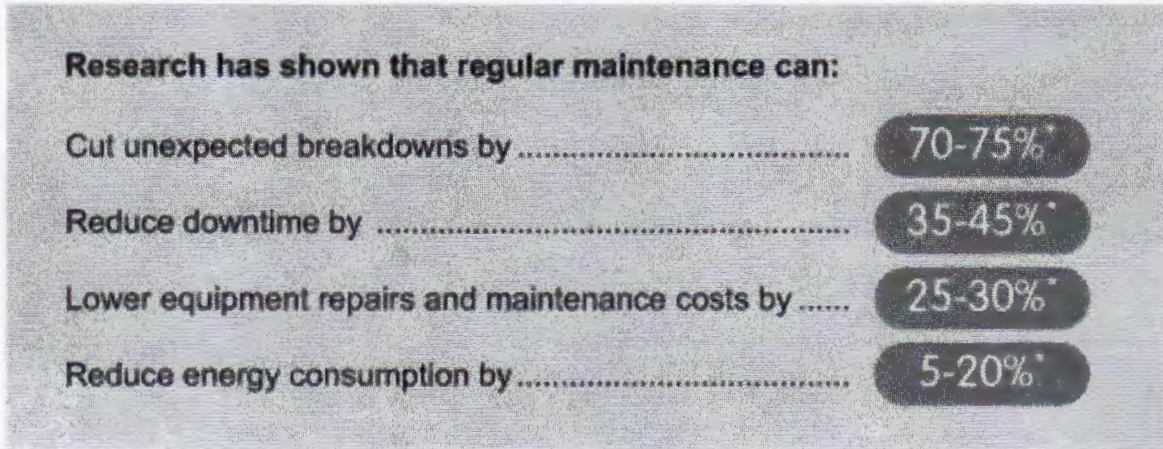 Research has shown that regular maintenance can:
Cut unexpected breakdowns by .................................... 70-75%*
Reduce downtime by .................................................... 35-45%*
Lower equipment repairs and maintenance costs by ...... 25-30%*
Reduce energy consumption by .................................... 5-20%*